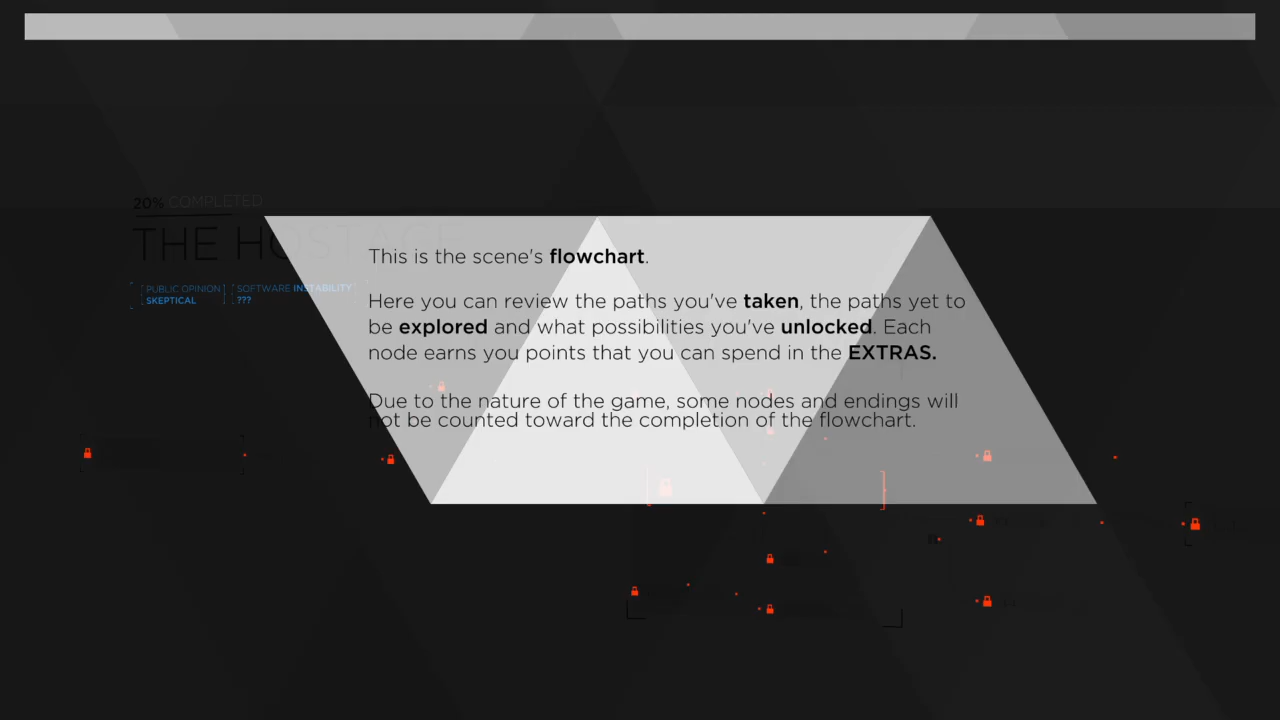 20% COMPLETED
THE HOSTAGE
PUBLIC OPINION
SKEPTICAL
SOFTWARE INSTABILITY
???
This is the scene's flowchart.
Here you can review the paths you've taken, the paths yet to
be explored and what possibilities you've unlocked. Each
node earns you points that you can spend in the EXTRAS.
Due to the nature of the game, some nodes and endings will
not be counted toward the completion of the flowchart.